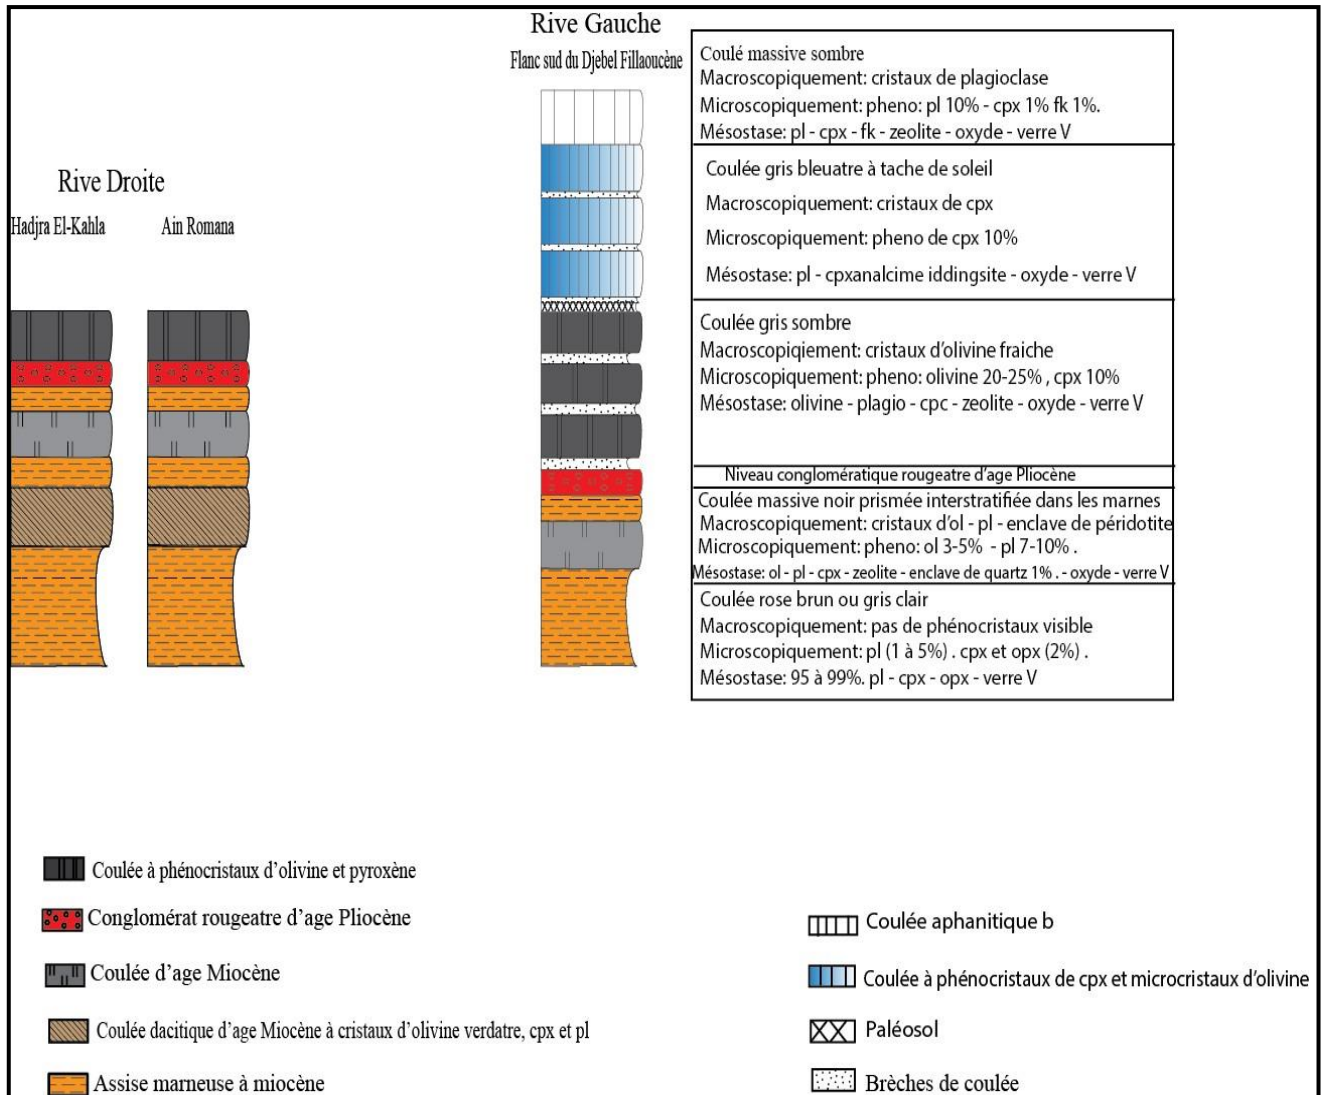 Rive Gauche
Flanc sud du Djebel Fillaoucène
Rive Droite
Hadjra El-Kahla
Ain Romana
Coulé massive sombre
Macroscopiquement: cristaux de plagioclase
Microscopiquement: pheno: pl 10% - cpx 1% fk 1%.
Mésostase: pl - cpx - fk - zeolite - oxyde - verre V
Coulée gris bleuatre à tache de soleil
Macroscopiquement: cristaux de cpx
Microscopiquement: pheno de cpx 10%
Mésostase: pl - cpxanalcime iddingsite - oxyde - verre V
Coulée gris sombre
Macroscopiqiement: cristaux d'olivine fraiche
Microscopiquement: pheno: olivine 20-25% , cpx 10%
Mésostase: olivine - plagio - cpc - zeolite - oxyde - verre V
Niveau conglomératique rougeatre d'age Pliocène
Coulée massive noir prismée interstratifiée dans les marnes
Macroscopiquement: cristaux d'ol - pl - enclave de péridotite
Microscopiquement: pheno: ol 3-5% - pl 7-10% .
Mésostase: ol - pl - cpx - zeolite - enclave de quartz 1% . - oxyde - verre V
Coulée rose brun ou gris clair
Macroscopiquement: pas de phénocristaux visible
Microscopiquement: pl (1 à 5%) . cpx et opx (2%) .
Mésostase: 95 à 99%. pl - cpx - opx - verre V
Coulée à phénocristaux d'olivine et pyroxène
Conglomérat rougeatre d'age Pliocène
Coulée d'age Miocène
Coulée dacitique d'age Miocène à cristaux d'olivine verdatre, cpx et pl
Assise marneuse à miocène
Coulée aphanitique b
Coulée à phénocristaux de cpx et microcristaux d'olivine
Paléosol
Brèches de coulée